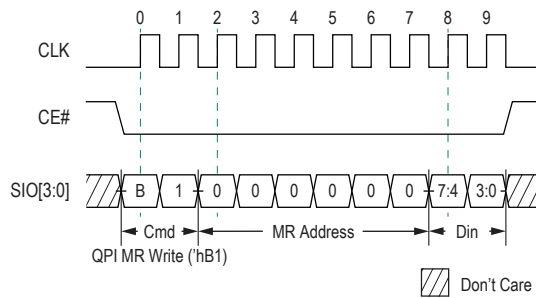 0 1 2 3 4 5 6 7 8 9
CLK
CE#
SIO[3:0] B 1 0 0 0 0 0 0 7:4 3:0
Cmd MR Address Din
QPI MR Write ('hB1)
Don't Care